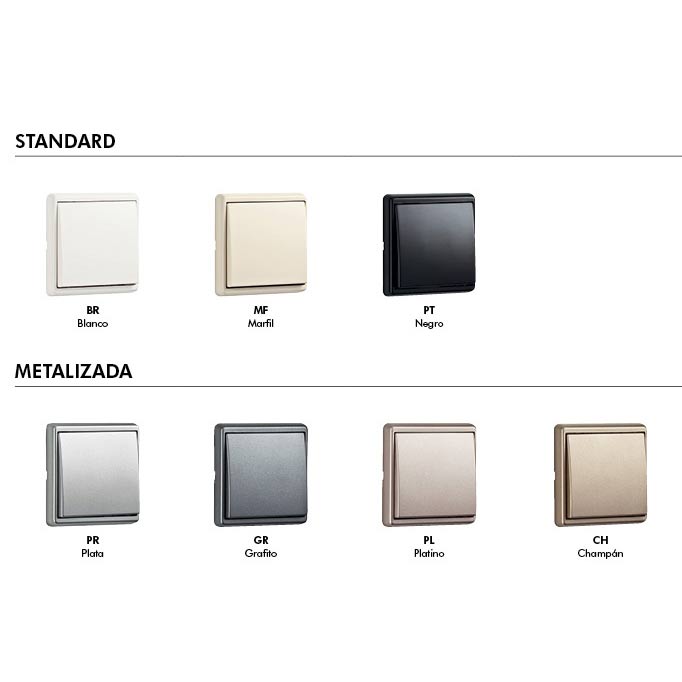 STANDARD
BR
Blanco
MF
Marfil
PT
Negro
METALIZADA
PR
Plata
GR
Grafito
PL
Platino
CH
Champán